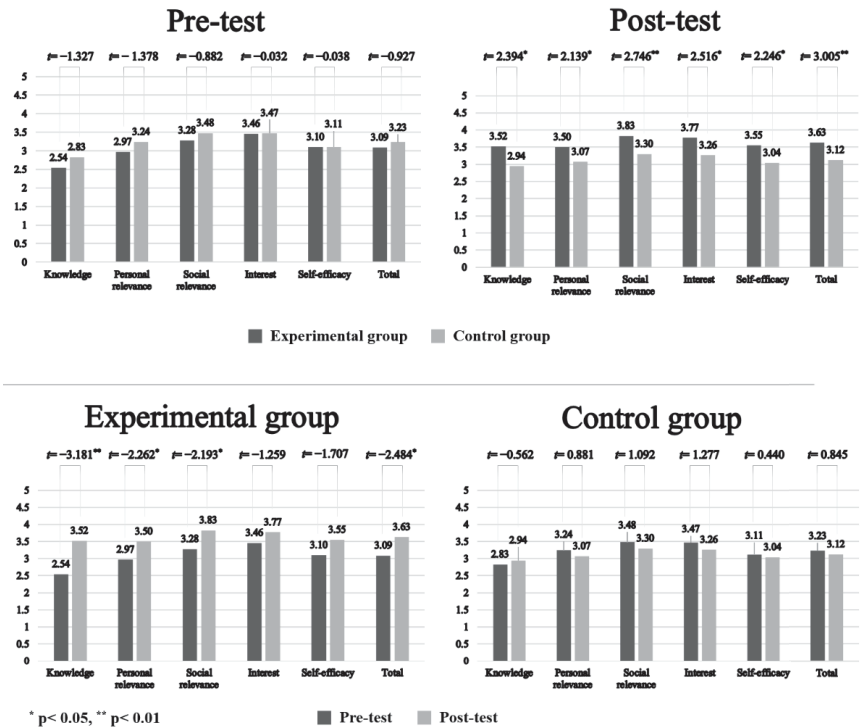 Pre-test
t= −1.327 t= − 1.378 t= −0.882 t= −0.032 t= −0.038 t= −0.927
5
4.5
4
3.5
3
2.5
2
1.5
1
0.5
0
2.54 2.83 2.97 3.24 3.28 3.48 3.46 3.47 3.10 3.11 3.09 3.23
Knowledge Personal relevance Social relevance Interest Self-efficacy Total
Post-test
t= 2.394* t= 2.139* t= 2.746** t= 2.516* t= 2.246* t= 3.005**
5
4.5
4
3.5
3
2.5
2
1.5
1
0.5
0
3.52 2.94 3.50 3.07 3.83 3.30 3.77 3.26 3.55 3.04 3.63 3.12
Knowledge Personal relevance Social relevance Interest Self-efficacy Total
Experimental group Control group
Experimental group
t= −3.181** t= −2.262* t= −2.193* t= −1.259 t= −1.707 t= −2.484*
5
4.5
4
3.5
3
2.5
2
1.5
1
0.5
0
2.54 3.52 2.97 3.50 3.28 3.83 3.46 3.77 3.10 3.55 3.09 3.63
Knowledge Personal relevance Social relevance Interest Self-efficacy Total
Control group
t= −0.562 t= 0.881 t= 1.092 t= 1.277 t= 0.440 t= 0.845
5
4.5
4
3.5
3
2.5
2
1.5
1
0.5
0
2.83 2.94 3.24 3.07 3.48 3.30 3.47 3.26 3.11 3.04 3.23 3.12
Knowledge Personal relevance Social relevance Interest Self-efficacy Total
* p< 0.05, ** p< 0.01
Pre-test Post-test